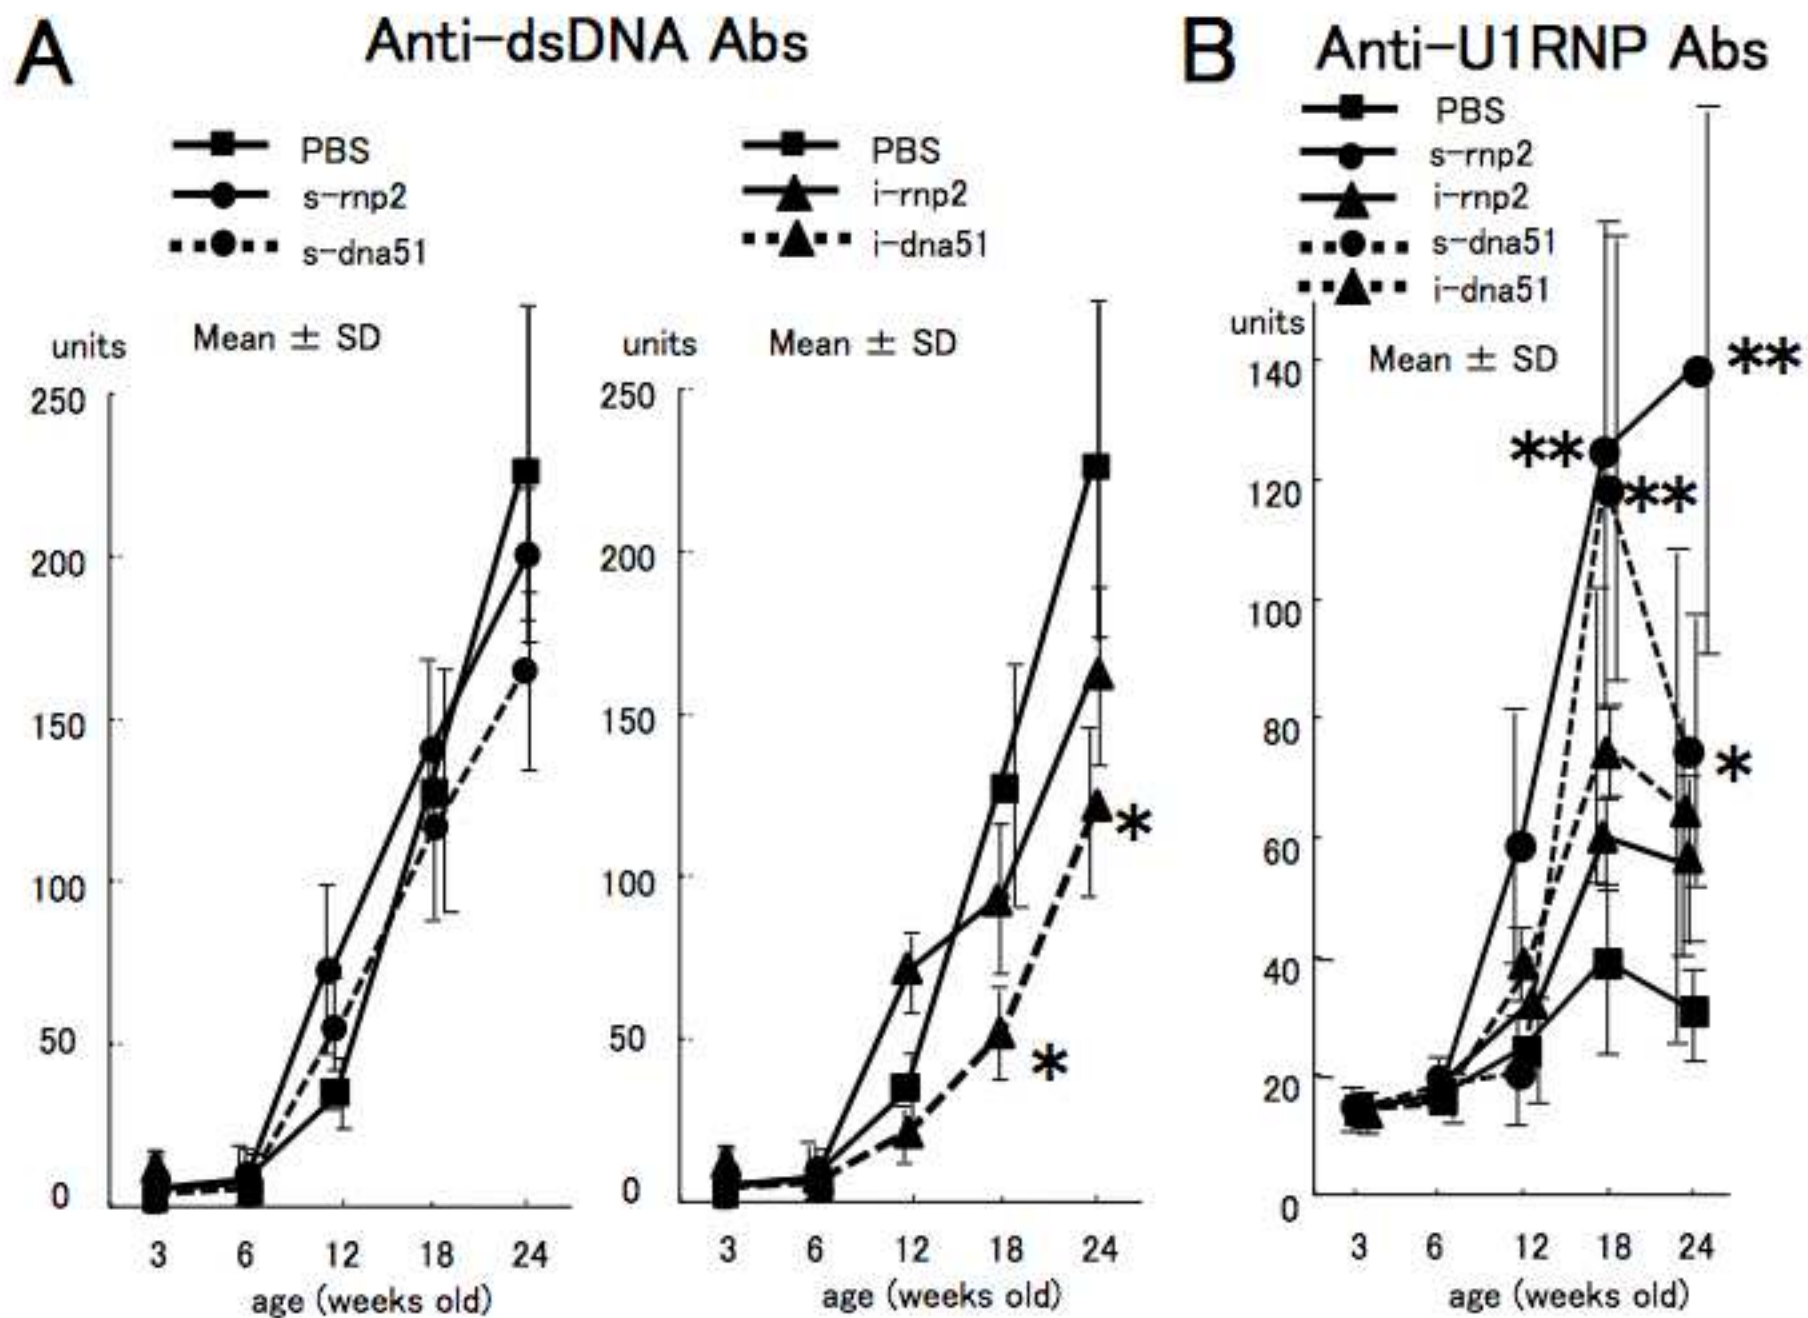 A
Anti-dsDNA Abs
PBS
s-rnp2
s-dna51
units
Mean ± SD
250
200
150
100
50
0
3 6 12 18 24
age (weeks old)
PBS
i-rnp2
i-dna51
units
Mean ± SD
250
200
150
100
50
0
*
*
3 6 12 18 24
age (weeks old)
B
Anti-U1RNP Abs
PBS
s-rnp2
i-rnp2
s-dna51
i-dna51
units
Mean ± SD
140
120
100
80
60
40
20
0
**
**
**
*
3 6 12 18 24
age (weeks old)